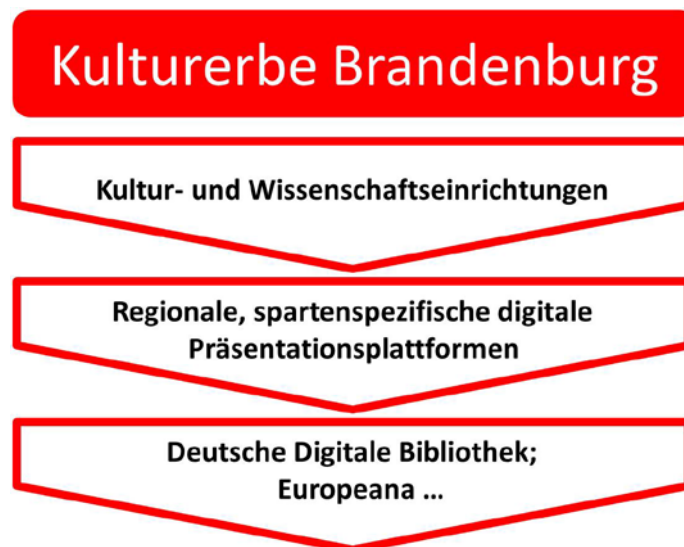 Kulturerbe Brandenburg
Kultur- und Wissenschaftseinrichtungen
Regionale, spartenspezifische digitale
Präsentationsplattformen
Deutsche Digitale Bibliothek;
Europeana ...